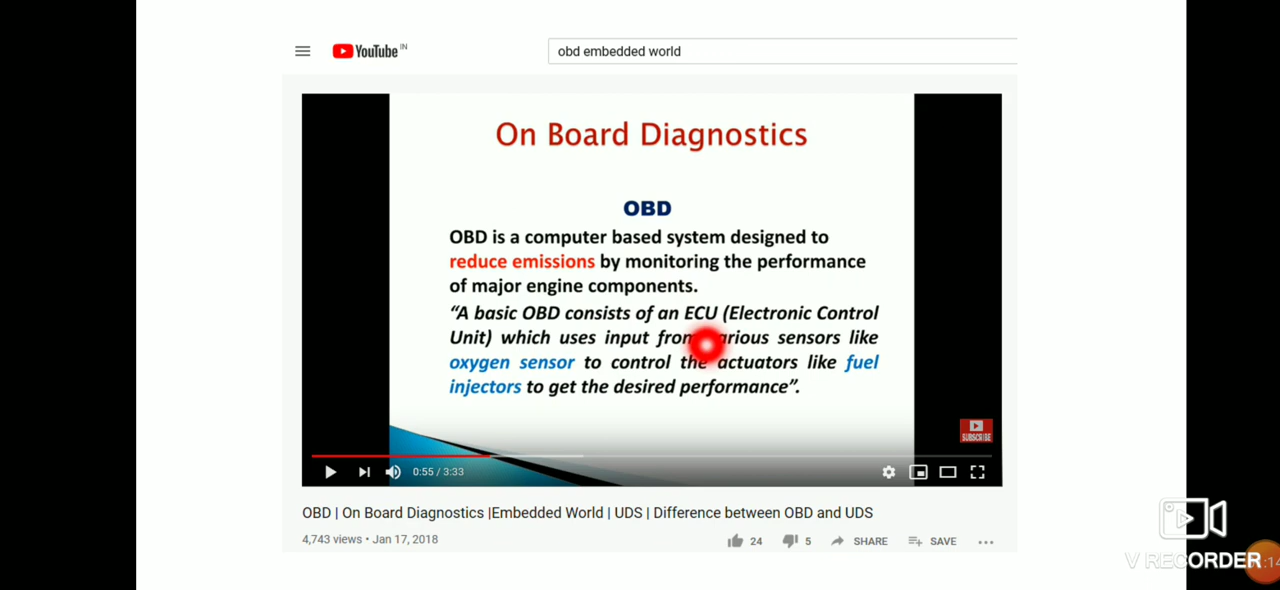 YouTube IN
obd embedded world
On Board Diagnostics
OBD
OBD is a computer based system designed to
reduce emissions by monitoring the performance
of major engine components.
“A basic OBD consists of an ECU (Electronic Control
Unit) which uses input from various sensors like
oxygen sensor to control the actuators like fuel
injectors to get the desired performance”.
SUBSCRIBE
0:55 / 3:33
OBD | On Board Diagnostics |Embedded World | UDS | Difference between OBD and UDS
4,743 views • Jan 17, 2018
24
5
SHARE
SAVE
V RECORDER